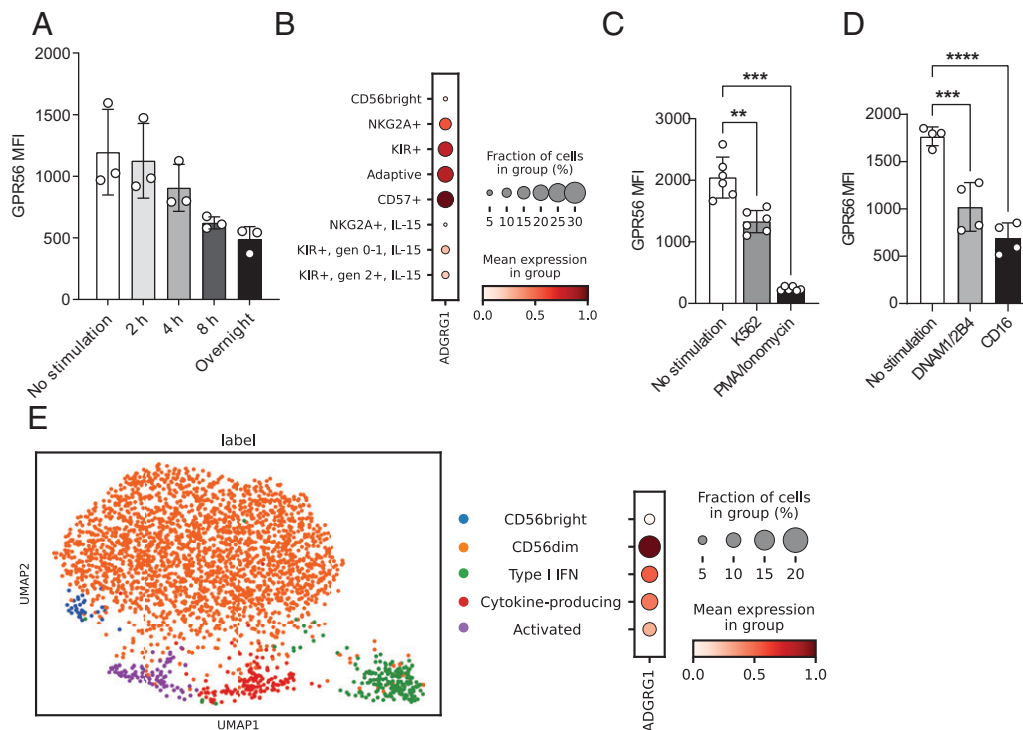 A
2000
1500
1000
500
0
GPR56 MFI
No stimulation
2 h
4 h
8 h
Overnight
B
CD56bright
NKG2A+
KIR+
Adaptive
CD57+
NKG2A+, IL-15
KIR+, gen 0-1, IL-15
KIR+, gen 2+, IL-15
ADGRG1
Fraction of cells
in group (%)
5 10 15 20 25 30
Mean expression
in group
0.0 0.5 1.0
C
***
**
3000
2000
1000
0
GPR56 MFI
No stimulation
K562
PMA/Ionomycin
D
****
***
2000
1500
1000
500
0
GPR56 MFI
No stimulation
DNAM1/2B4
CD16
E
label
UMAP2
UMAP1
CD56bright
CD56dim
Type I IFN
Cytokine-producing
Activated
ADGRG1
Fraction of cells
in group (%)
5 10 15 20
Mean expression
in group
0.0 0.5 1.0